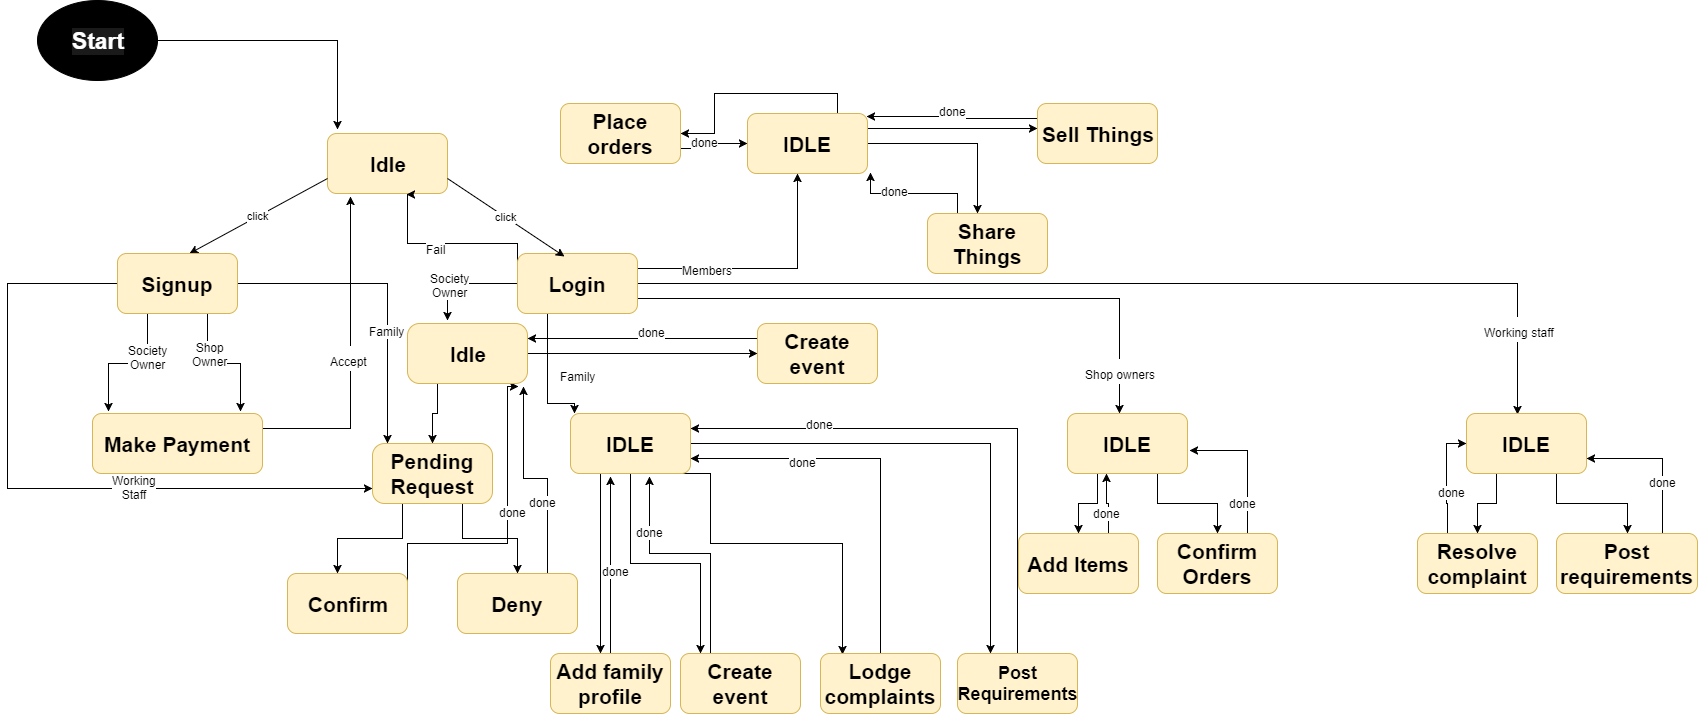 Start
Place
orders
done
IDLE
done
Sell Things
Idle
done
Share
Things
click
click
Fail
Members
Signup
Society
Owner
Login
Family
Working staff
Society
Owner
Shop
Owner
Accept
Idle
done
Create
event
Family
Shop owners
Make Payment
Pending
Request
IDLE
done
done
IDLE
IDLE
Working
Staff
done
done
done
done
done
done
done
done
Confirm
Deny
Add Items
Confirm
Orders
Resolve
complaint
Post
requirements
Add family
profile
Create
event
Lodge
complaints
Post
Requirements